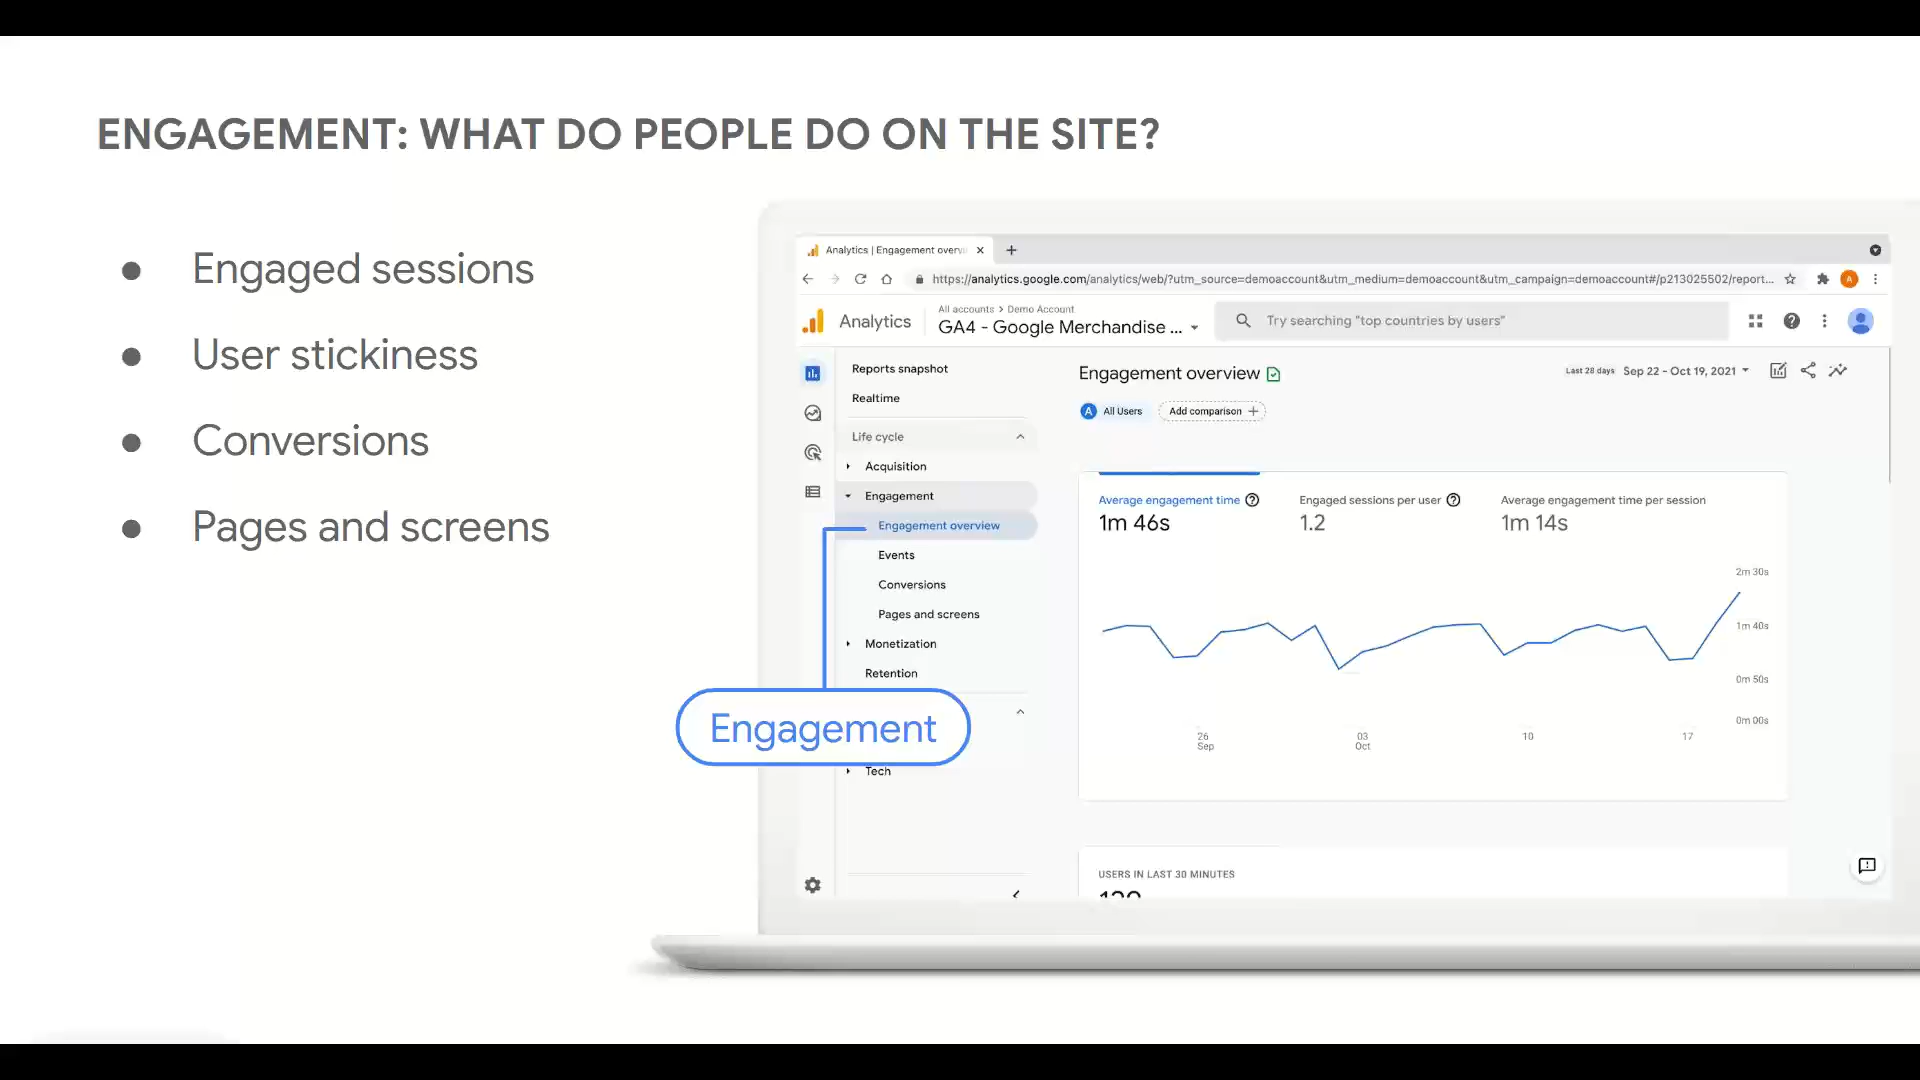 ENGAGEMENT: WHAT DO PEOPLE DO ON THE SITE?
● Engaged sessions
● User stickiness
● Conversions
● Pages and screens
Analytics | Engagement overvi
https://analytics.google.com/analytics/web/?utm_source=demoaccount&utm_medium=demoaccount&utm_campaign=demoaccount#/p213025502/report...
A
Analytics
All accounts > Demo Account
GA4 - Google Merchandise ...
Try searching "top countries by users"
Reports snapshot
Realtime
Life cycle
Acquisition
Engagement
Engagement overview
Events
Conversions
Pages and screens
Monetization
Retention
Engagement
Tech
Engagement overview
Last 28 days Sep 22 - Oct 19, 2021
A All Users
Add comparison +
Average engagement time
1m 46s
Engaged sessions per user
1.2
Average engagement time per session
1m 14s
2m 30s
1m 40s
0m 50s
0m 00s
26
Sep
03
Oct
10
17
USERS IN LAST 30 MINUTES